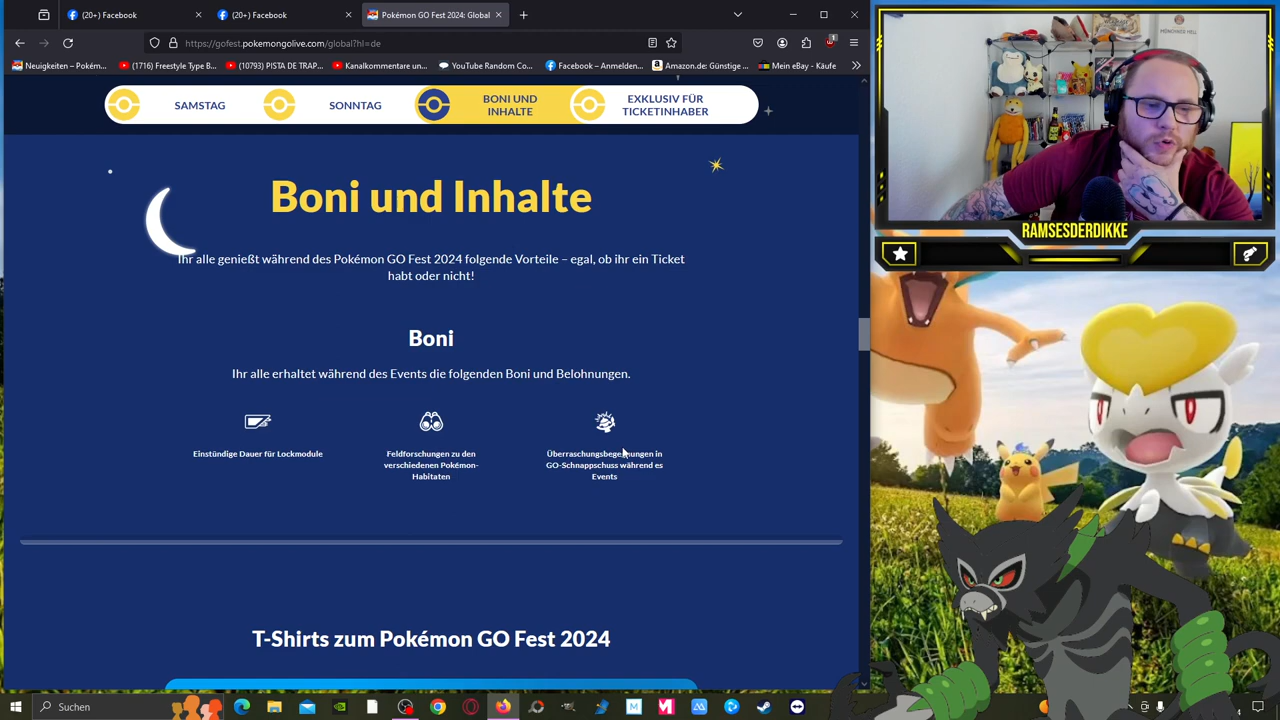 (20+) Facebook
(20+) Facebook
Pokémon GO Fest 2024: Global
https://gofest.pokemongolive.com/global?hl=de
1
Neuigkeiten – Pokém...
(1716) Freestyle Type B...
(10793) PISTA DE TRAP...
Kanalkommentare un...
YouTube Random Co...
Facebook – Anmelden...
Amazon.de: Günstige ...
Mein eBay - Käufe
SAMSTAG
SONNTAG
BONI UND
INHALTE
EXKLUSIV FÜR
TICKETINHABER
Boni und Inhalte
Ihr alle genießt während des Pokémon GO Fest 2024 folgende Vorteile – egal, ob ihr ein Ticket
habt oder nicht!
Boni
Ihr alle erhaltet während des Events die folgenden Boni und Belohnungen.
Einstündige Dauer für Lockmodule
Feldforschungen zu den
verschiedenen Pokémon-
Habitaten
Überraschungsbegegnungen in
GO-Schnappschuss während es
Events
T-Shirts zum Pokémon GO Fest 2024
Suchen
RAMSESDERDIKKE
MÜNCHNER HELL